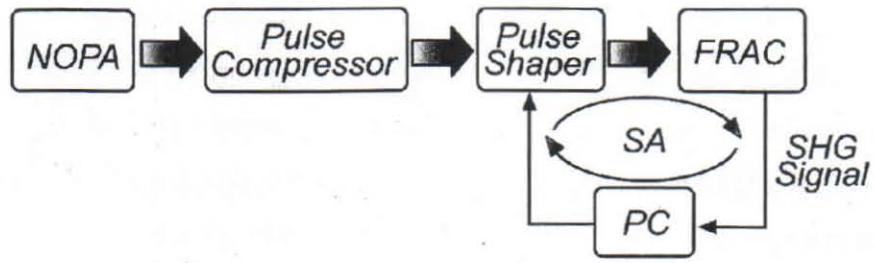 NOPA
Pulse
Compressor
Pulse
Shaper
FRAC
SA
SHG
Signal
PC